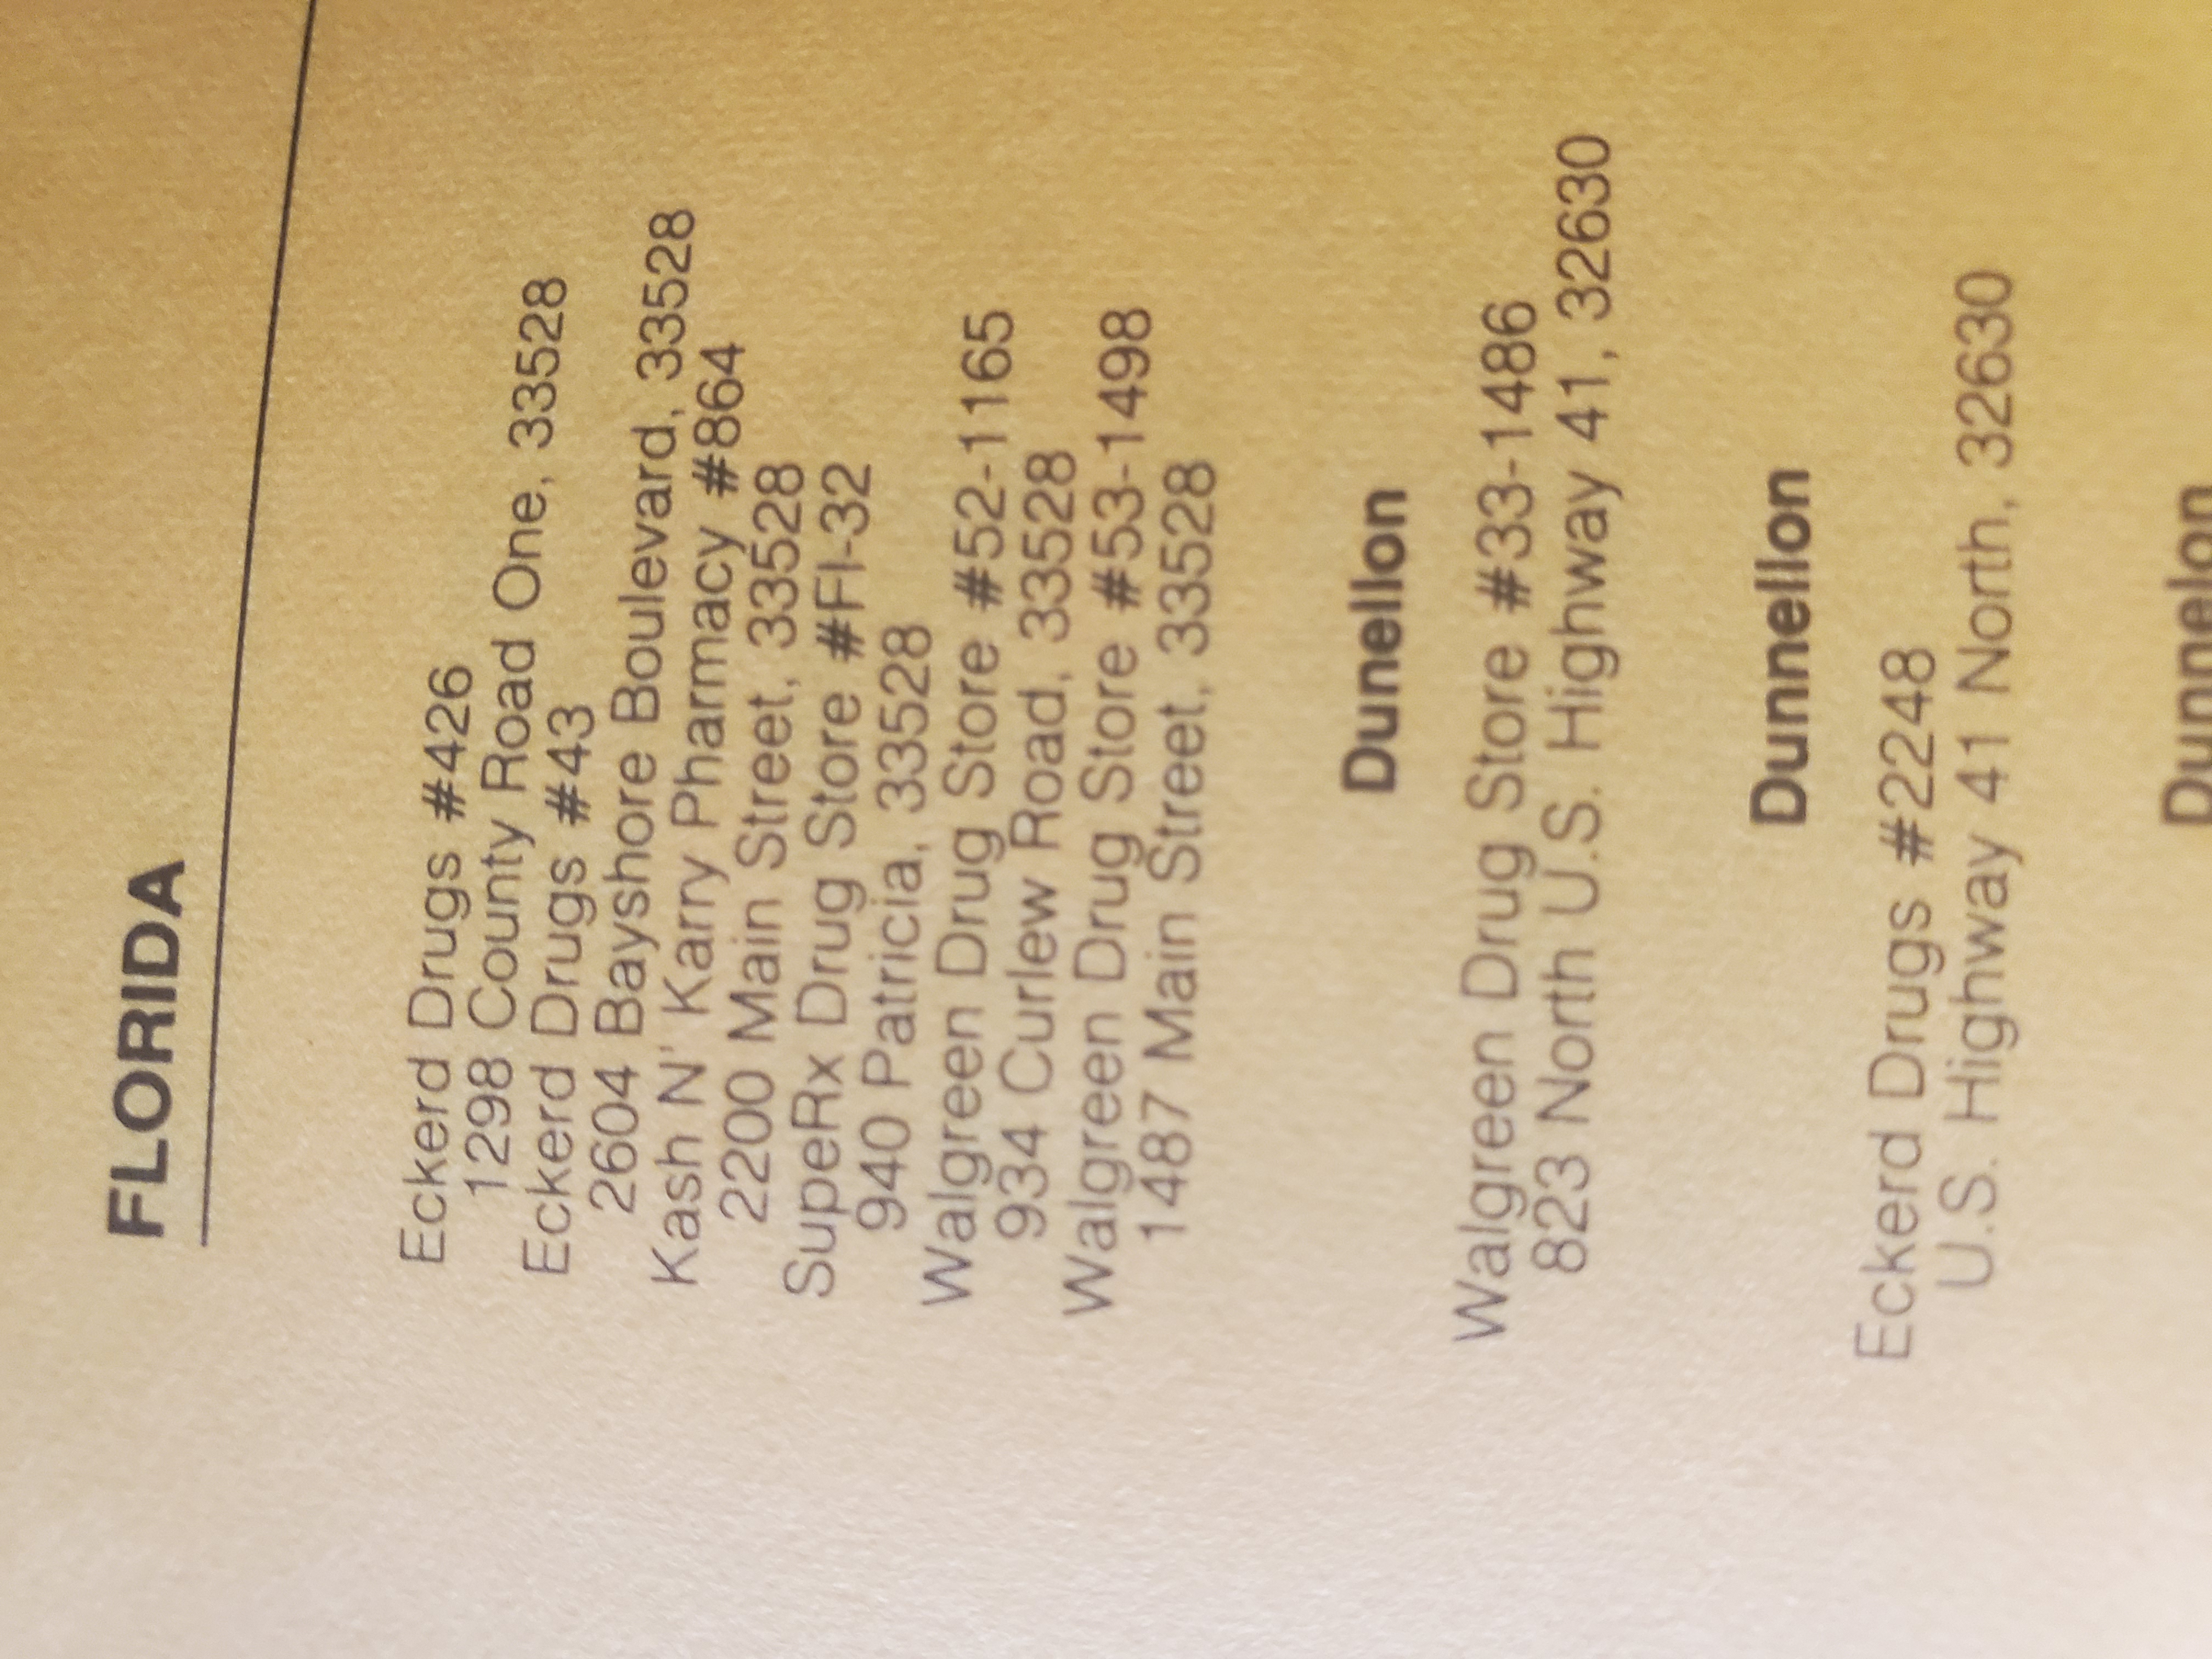 FLORIDA
Eckerd Drugs #426
1298 County Road One, 33528
Eckerd Drugs #43
2604 Bayshore Boulevard, 33528
Kash N' Karry Pharmacy #864
2200 Main Street, 33528
SupeRx Drug Store #Fl-32
940 Patricia, 33528
Walgreen Drug Store #52-1165
934 Curlew Road, 33528
Walgreen Drug Store #53-1498
1487 Main Street, 33528
Dunellon
Walgreen Drug Store #33-1486
823 North U.S. Highway 41, 32630
Dunnellon
Eckerd Drugs #2248
U.S. Highway 41 North, 32630
Dunnelon